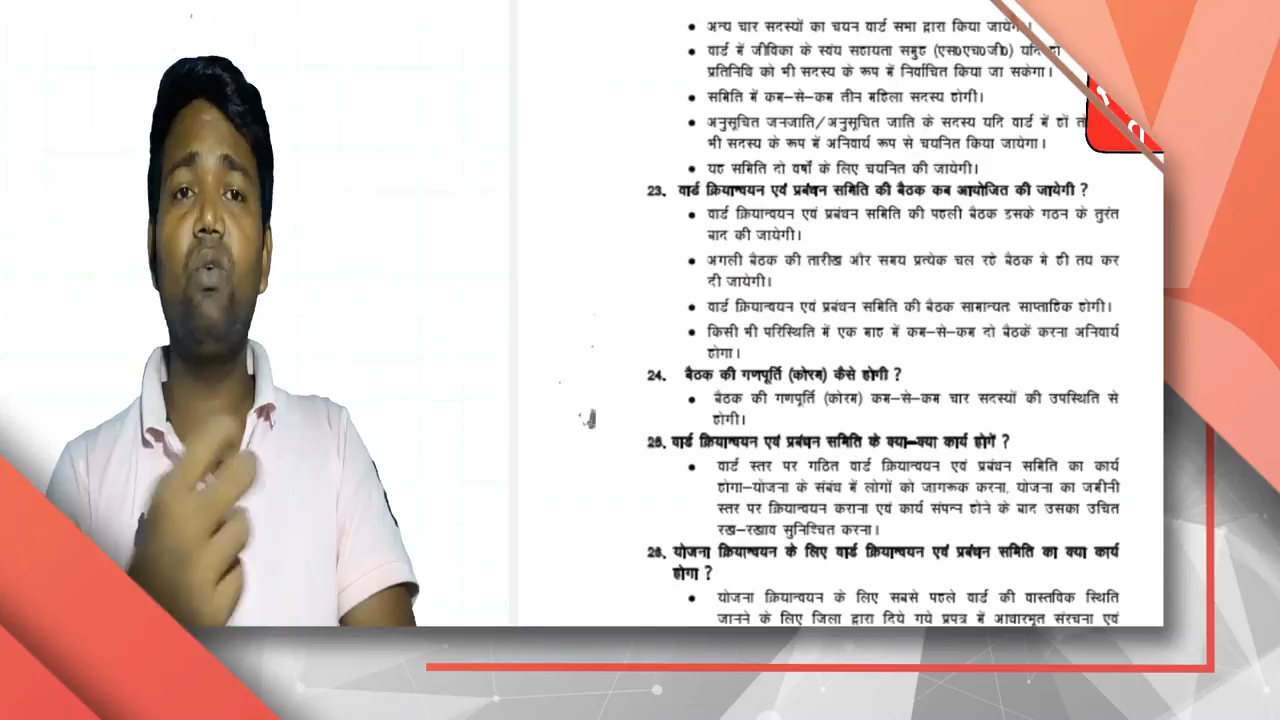 • अन्य चार सदस्यों का चयन वार्ड सभा द्वारा किया जायेगा।
• वार्ड में जीविका के स्वंय सहायता समुह (एस0एच0जी0) यदि हो
प्रतिनिधि को भी सदस्य के रूप में निर्वाचित किया जा सकेगा।
• समिति में कम–से–कम तीन महिला सदस्य होगी।
• अनुसूचित जनजाति/अनुसूचित जाति के सदस्य यदि वार्ड में हों
भी सदस्य के रूप में अनिवार्य रूप से चयनित किया जायेगा।
• यह समिति दो वर्षों के लिए चयनित की जायेगी।
23. वार्ड क्रियान्वयन एवं प्रबंधन समिति की बैठक कब आयोजित की जायेगी ?
• वार्ड क्रियान्वयन एवं प्रबंधन समिति की पहली बैठक इसके गठन के तुरंत
बाद की जायेगी।
• अगली बैठक की तारीख और समय प्रत्येक चल रहे बैठक मे ही तय कर
दी जायेगी।
• वार्ड क्रियान्वयन एवं प्रबंधन समिति की बैठक सामान्यतः साप्ताहिक होगी।
• किसी भी परिस्थिति में एक माह में कम–से–कम दो बैठकें करना अनिवार्य
होगा।
24. बैठक की गणपूर्ति (कोरम) कैसे होगी ?
• बैठक की गणपूर्ति (कोरम) कम–से–कम चार सदस्यों की उपस्थिति से
होगी।
25. वार्ड क्रियान्वयन एवं प्रबंधन समिति के क्या–क्या कार्य होगें ?
• वार्ड स्तर पर गठित वार्ड क्रियान्वयन एवं प्रबंधन समिति का कार्य
होगा–योजना के संबंध में लोगों को जागरूक करना, योजना का जमीनी
स्तर पर क्रियान्वयन कराना एवं कार्य संपन्न होने के बाद उसका उचित
रख–रखाव सुनिश्चित करना।
26. योजना क्रियान्वयन के लिए वार्ड क्रियान्वयन एवं प्रबंधन समिति का क्या कार्य
होगा ?
• योजना क्रियान्वयन के लिए सबसे पहले वार्ड की वास्तविक स्थिति
जानने के लिए जिला द्वारा दिये गये प्रपत्र में आधारभूत संरचना एवं